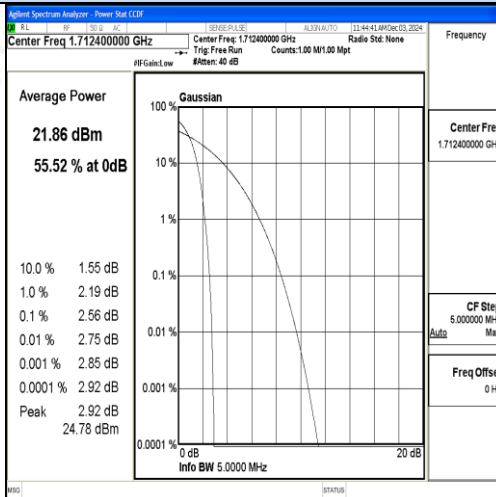 Agilent Spectrum Analyzer - Power Stat CCDF
RL RF 50 Ω AC SENSE:PULSE ALIGN AUTO 11:44:41 AM Dec 03, 2024
Center Freq 1.712400000 GHz
Center Freq: 1.712400000 GHz Radio Std: None
Trig: Free Run Counts:1.00 M/1.00 Mpt
#IFGain:Low #Atten: 40 dB
Frequency
Average Power
21.86 dBm
55.52 % at 0dB
10.0 % 1.55 dB
1.0 % 2.19 dB
0.1 % 2.56 dB
0.01 % 2.75 dB
0.001 % 2.85 dB
0.0001 % 2.92 dB
Peak 2.92 dB
24.78 dBm
Gaussian
100 %
10 %
1 %
0.1 %
0.01 %
0.001 %
0.0001 %
0 dB 20 dB
Info BW 5.0000 MHz
Center Fre
1.712400000 GH
CF Ste
5.000000 MH
Auto Ma
Freq Offse
0 H
MSG STATUS